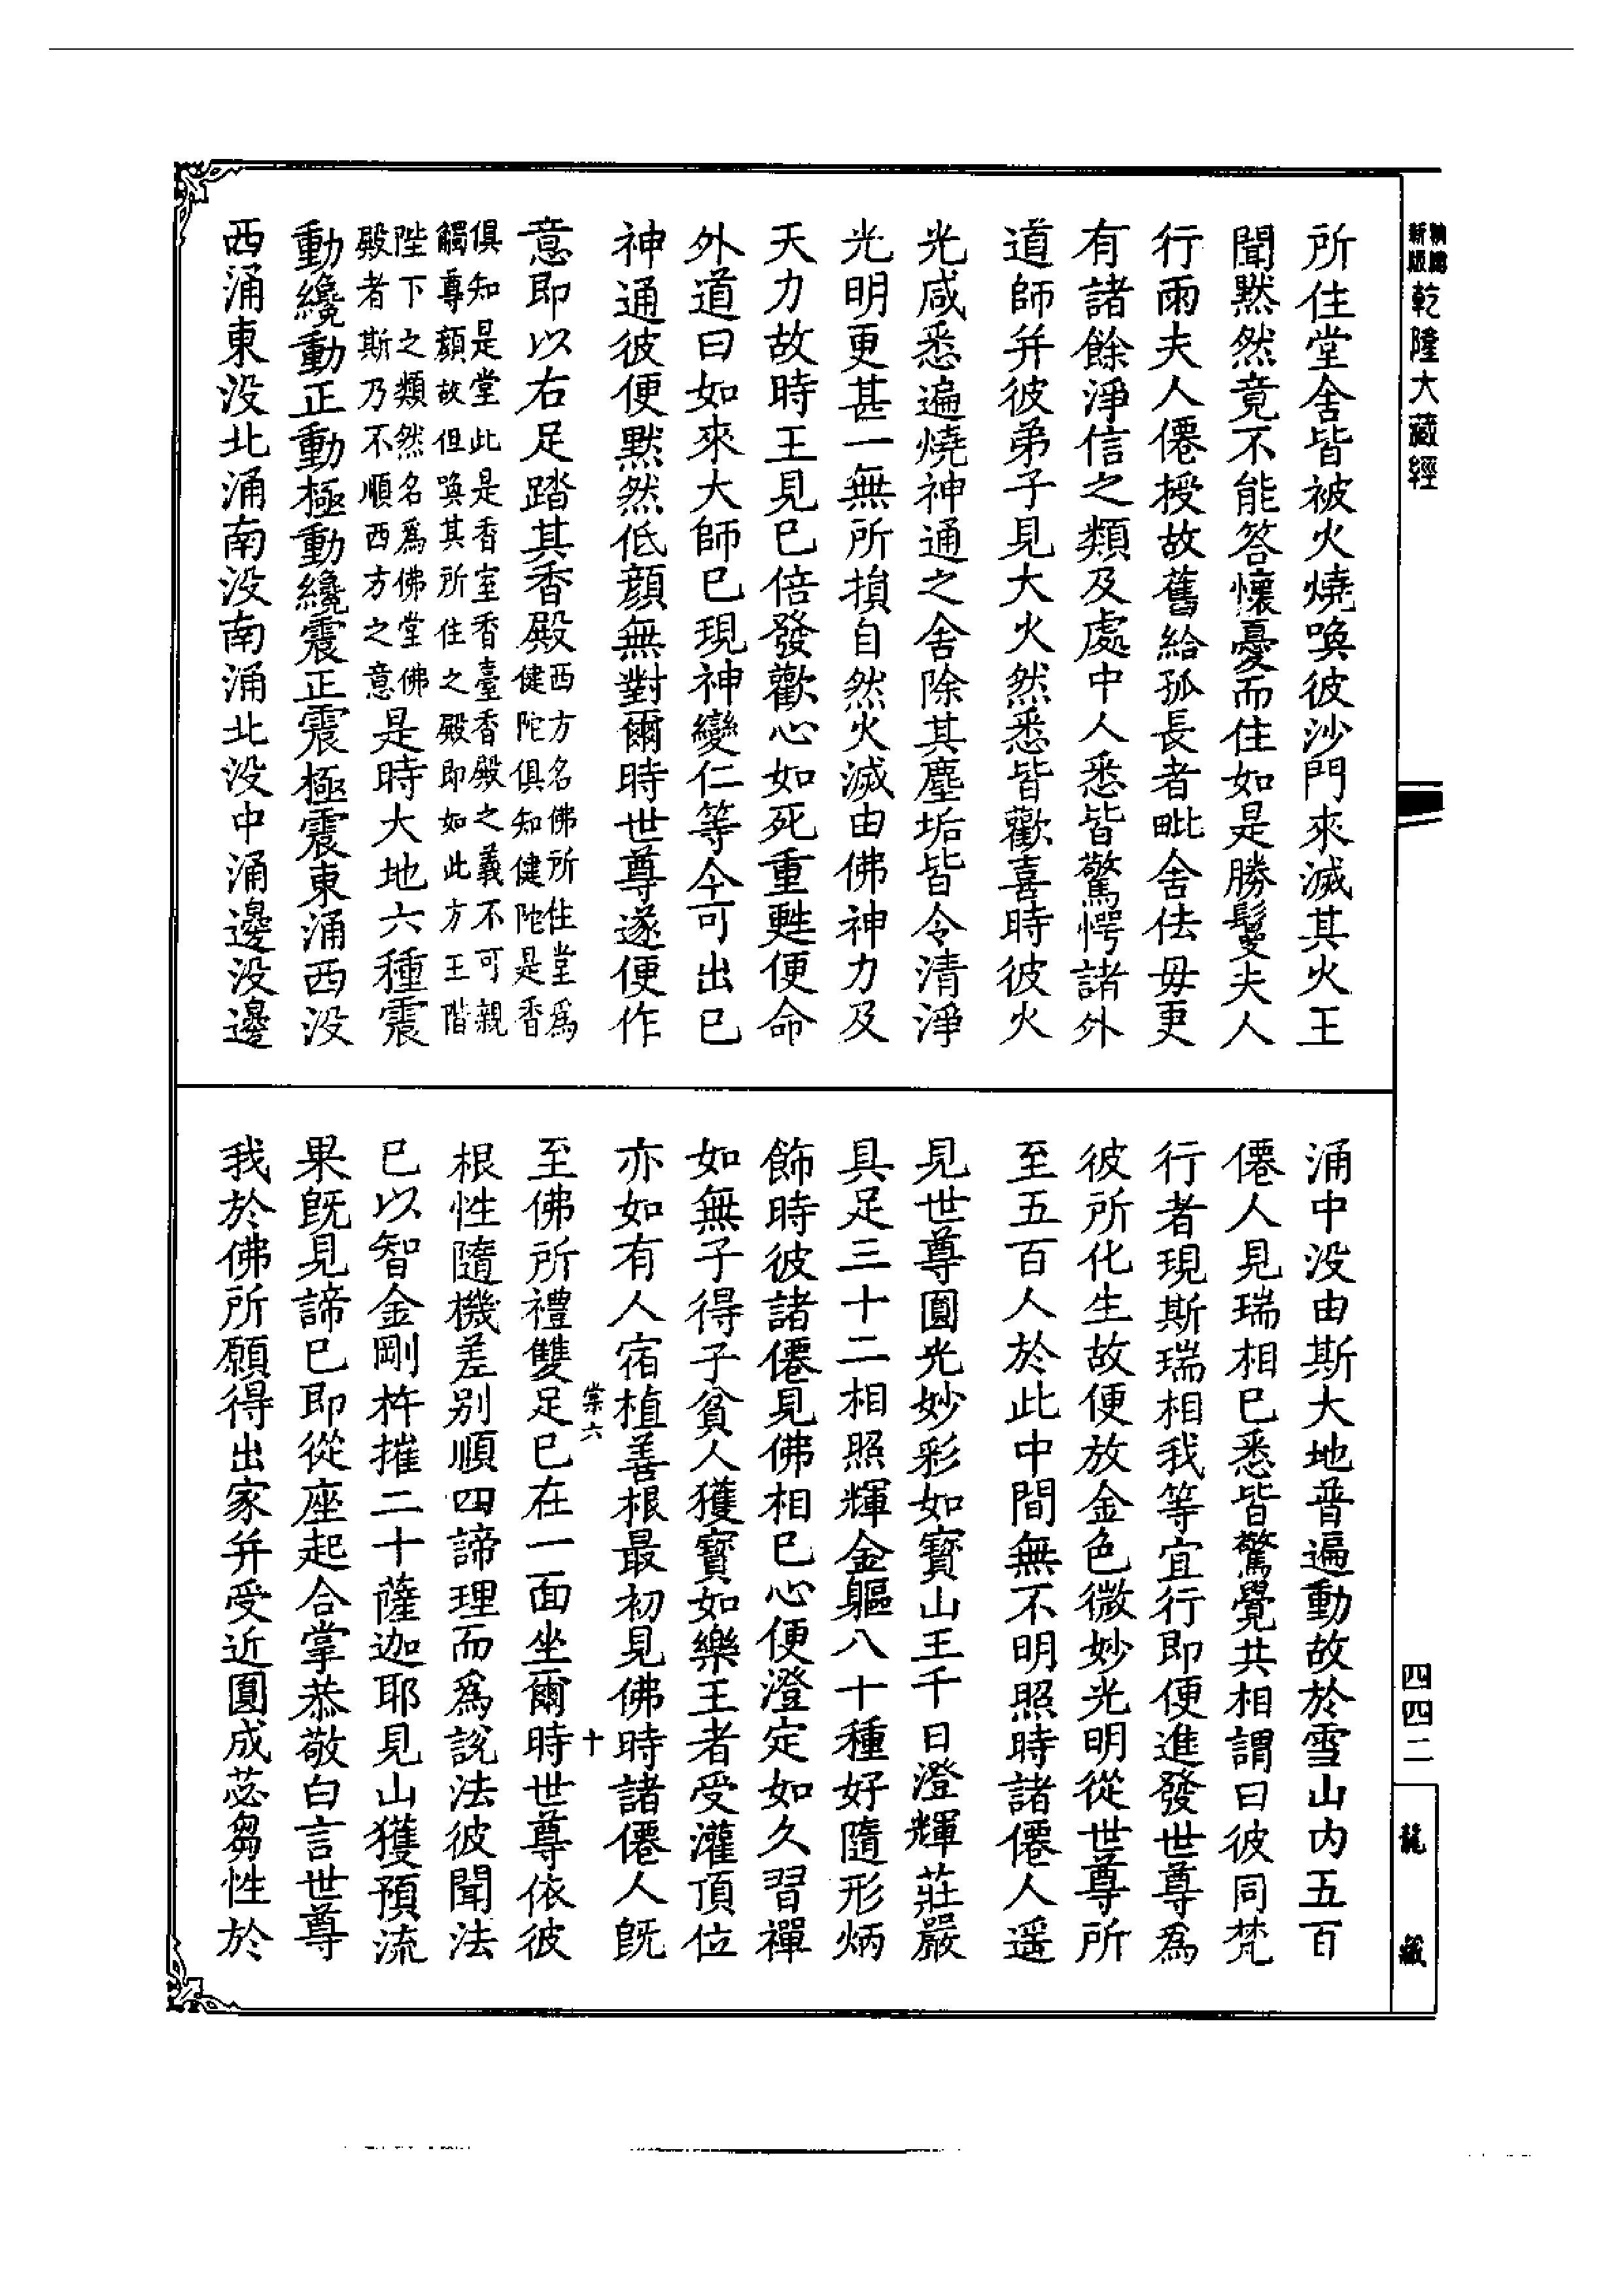 新版乾隆大藏經
所住堂舍皆被火燒喚彼沙門來滅其火王
聞默然竟不能答懷憂而住如是勝鬘夫人
行雨夫人僊授故舊給孤長者毗舍佉毋更
有諸餘淨信之類及處中人悉皆驚愕諸外
道師并彼弟子見大火然悉皆歡喜時彼火
光咸悉遍燒神通之舍除其塵垢皆令清淨
光明更甚一無所損自然火滅由佛神力及
天力故時王見已倍發歡心如死重甦便命
外道曰如來大師已現神變仁等今可出已
神通彼便默然低顏無對爾時世尊遂便作
意即以右足踏其香殿西方名佛所住堂為健陀俱知健陀是香
俱知是堂此是香室香臺香殿之義不可親觸尊顏故但喚其所住之殿即如此方王階
陛下之類然名為佛堂佛殿者斯乃不順西方之意是時大地六種震
動纔動正動極動纔震正震極震東涌西没
西涌東没北涌南没南涌北没中涌邊没邊
涌中没由斯大地普遍動故於雪山内五百
僊人見瑞相已悉皆驚覺共相謂曰彼同梵
行者現斯瑞相我等宜行即便進發世尊為
彼所化生故便放金色微妙光明從世尊所
至五百人於此中間無不明照時諸僊人遥
見世尊圓光妙彩如寶山王千日澄輝莊嚴
具足三十二相照輝金軀八十種好隨形炳
飾時彼諸僊見佛相已心便澄定如久習禪
如無子得子貧人獲寶如樂王者受灌頂位
亦如有人宿植善根最初見佛時諸僊人既
棠六 十
至佛所禮雙足已在一面坐爾時世尊依彼
根性隨機差别順四諦理而為説法彼聞法
已以智金剛杵摧二十薩迦耶見山獲預流
果既見諦已即從座起合掌恭敬白言世尊
我於佛所願得出家并受近圓成苾芻性於
四四二
龍藏